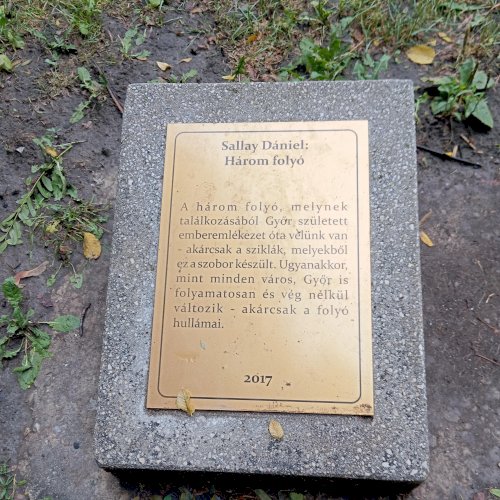 Sallay Dániel:
Három folyó
A három folyó, melynek
találkozásából Győr született
emberemlékezet óta velünk van
- akárcsak a sziklák, melyekből
ez a szobor készült. Ugyanakkor,
mint minden város, Győr is
folyamatosan és vég nélkül
változik - akárcsak a folyó
hullámai.
2017